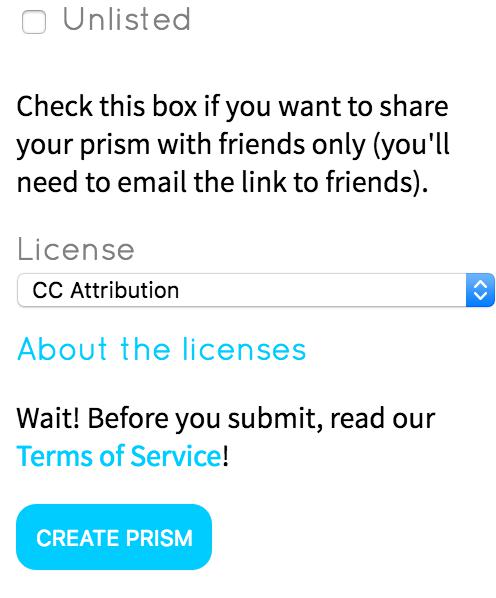 Unlisted
Check this box if you want to share
your prism with friends only (you'll
need to email the link to friends).
License
CC Attribution
About the licenses
Wait! Before you submit, read our
Terms of Service!
CREATE PRISM